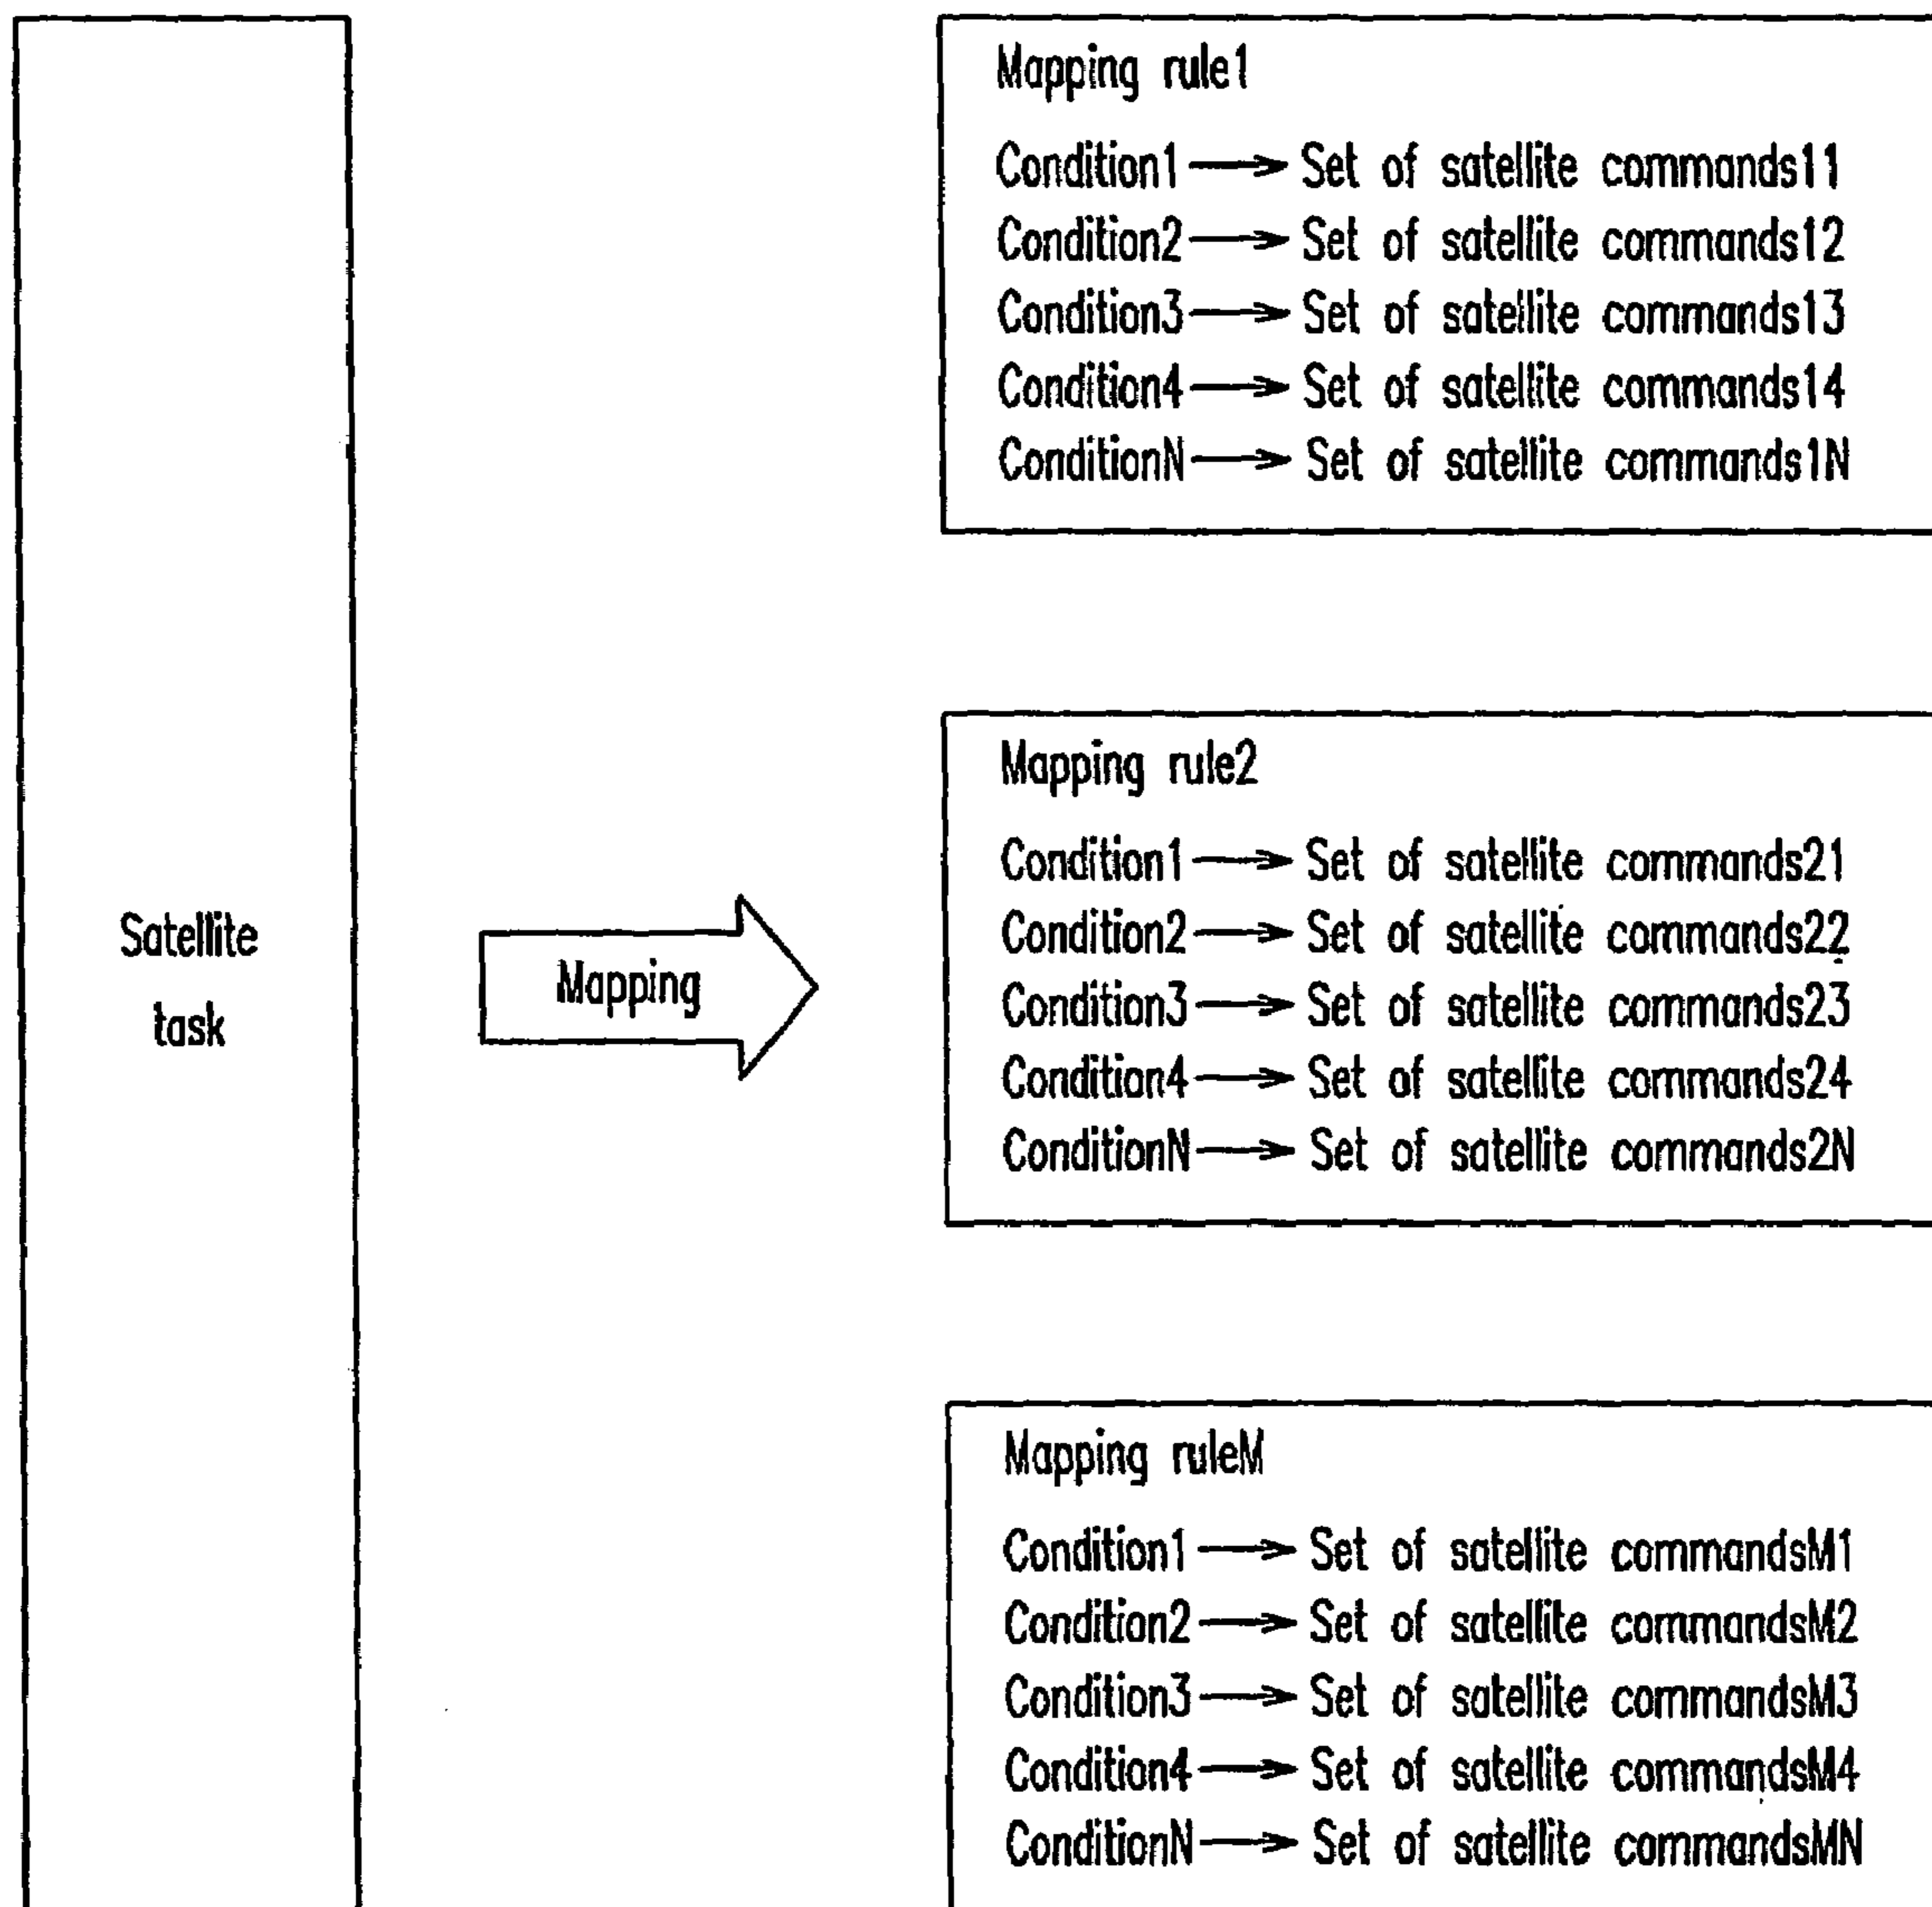 Satellite
task
Mapping
Mapping rule1
Condition1 → Set of satellite commands11
Condition2 → Set of satellite commands12
Condition3 → Set of satellite commands13
Condition4 → Set of satellite commands14
ConditionN → Set of satellite commands1N
Mapping rule2
Condition1 → Set of satellite commands21
Condition2 → Set of satellite commands22
Condition3 → Set of satellite commands23
Condition4 → Set of satellite commands24
ConditionN → Set of satellite commands2N
Mapping ruleM
Condition1 → Set of satellite commandsM1
Condition2 → Set of satellite commandsM2
Condition3 → Set of satellite commandsM3
Condition4 → Set of satellite commandsM4
ConditionN → Set of satellite commandsMN